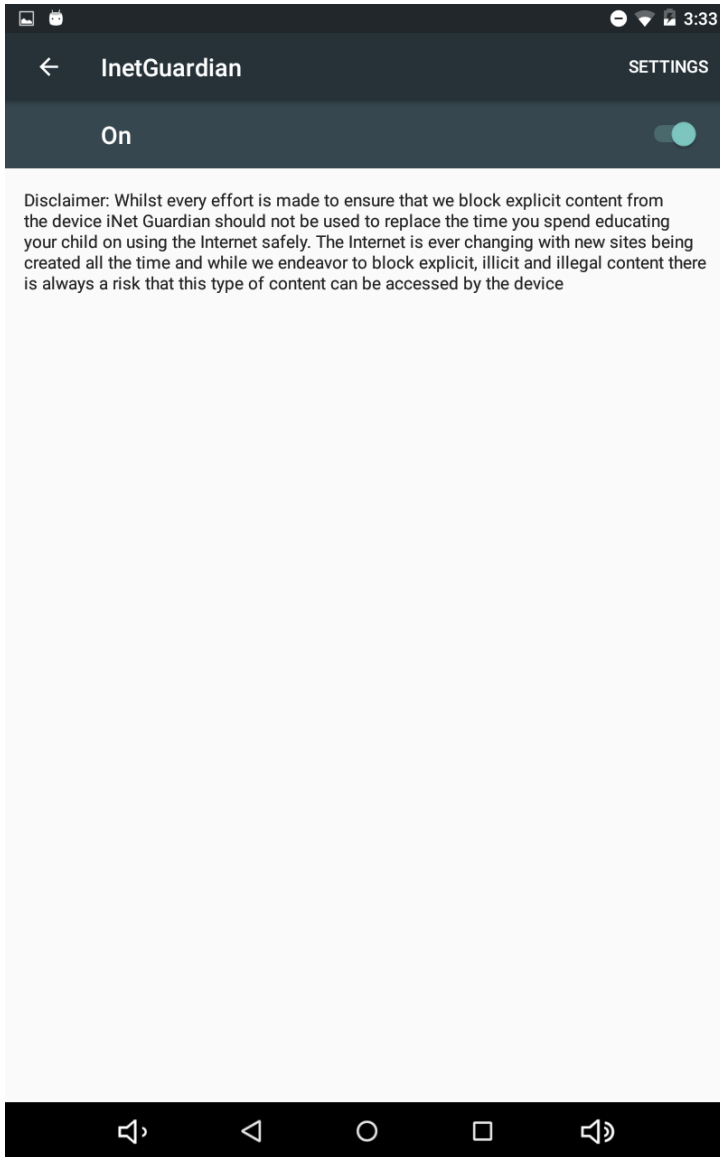 3:33
InetGuardian
SETTINGS
On
Disclaimer: Whilst every effort is made to ensure that we block explicit content from
the device iNet Guardian should not be used to replace the time you spend educating
your child on using the Internet safely. The Internet is ever changing with new sites being
created all the time and while we endeavor to block explicit, illicit and illegal content there
is always a risk that this type of content can be accessed by the device